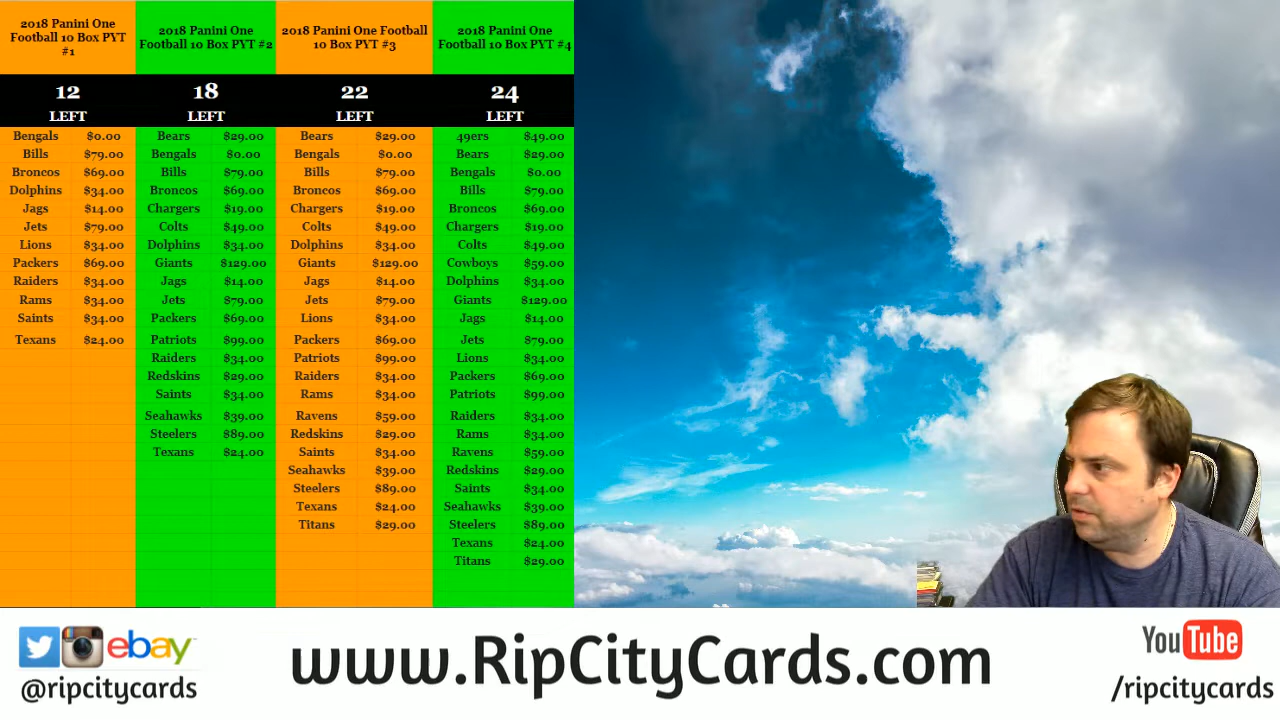 2018 Panini One
Football 10 Box PYT
#1
12
LEFT
Bengals $0.00
Bills $79.00
Broncos $69.00
Dolphins $34.00
Jags $14.00
Jets $79.00
Lions $34.00
Packers $69.00
Raiders $34.00
Rams $34.00
Saints $34.00
Texans $24.00
2018 Panini One
Football 10 Box PYT #2
18
LEFT
Bears $29.00
Bengals $0.00
Bills $79.00
Broncos $69.00
Chargers $19.00
Colts $49.00
Dolphins $34.00
Giants $129.00
Jags $14.00
Jets $79.00
Packers $69.00
Patriots $99.00
Raiders $34.00
Redskins $29.00
Saints $34.00
Seahawks $39.00
Steelers $89.00
Texans $24.00
2018 Panini One Football
10 Box PYT #3
22
LEFT
Bears $29.00
Bengals $0.00
Bills $79.00
Broncos $69.00
Chargers $19.00
Colts $49.00
Dolphins $34.00
Giants $129.00
Jags $14.00
Jets $79.00
Lions $34.00
Packers $69.00
Patriots $99.00
Raiders $34.00
Rams $34.00
Ravens $59.00
Redskins $29.00
Saints $34.00
Seahawks $39.00
Steelers $89.00
Texans $24.00
Titans $29.00
2018 Panini One
Football 10 Box PYT #4
24
LEFT
49ers $49.00
Bears $29.00
Bengals $0.00
Bills $79.00
Broncos $69.00
Chargers $19.00
Colts $49.00
Cowboys $59.00
Dolphins $34.00
Giants $129.00
Jags $14.00
Jets $79.00
Lions $34.00
Packers $69.00
Patriots $99.00
Raiders $34.00
Rams $34.00
Ravens $59.00
Redskins $29.00
Saints $34.00
Seahawks $39.00
Steelers $89.00
Texans $24.00
Titans $29.00
ebay
@ripcitycards
www.RipCityCards.com
YouTube
/ripcitycards